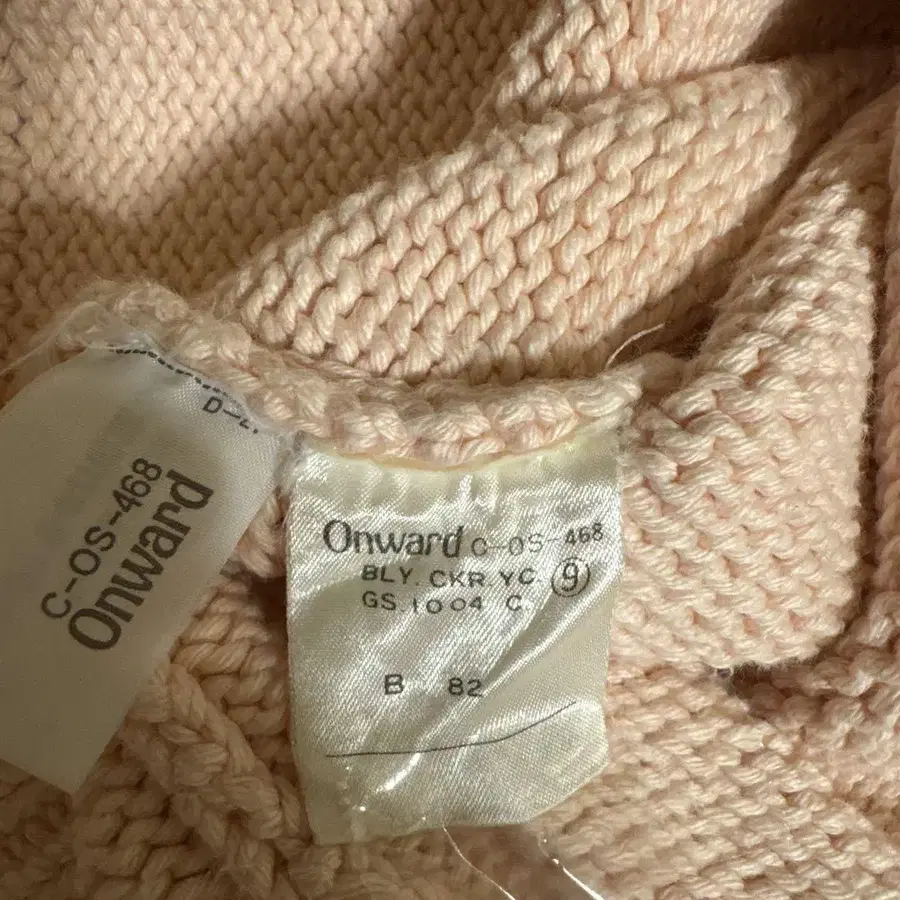 C-OS-468
Onward
Onward C-OS-468
BLY. CKR YC ⑨
GS 1004 C
B 82